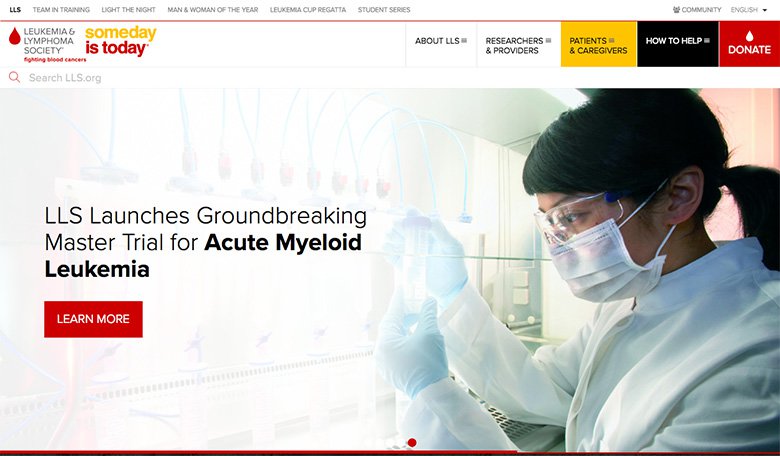 LLS TEAM IN TRAINING LIGHT THE NIGHT MAN & WOMAN OF THE YEAR LEUKEMIA CUP REGATTA STUDENT SERIES COMMUNITY ENGLISH
LEUKEMIA &
LYMPHOMA
SOCIETY®
fighting blood cancers
someday
is today®
ABOUT LLS
RESEARCHERS
& PROVIDERS
PATIENTS
& CAREGIVERS
HOW TO HELP
DONATE
Search LLS.org
LLS Launches Groundbreaking
Master Trial for Acute Myeloid
Leukemia
LEARN MORE